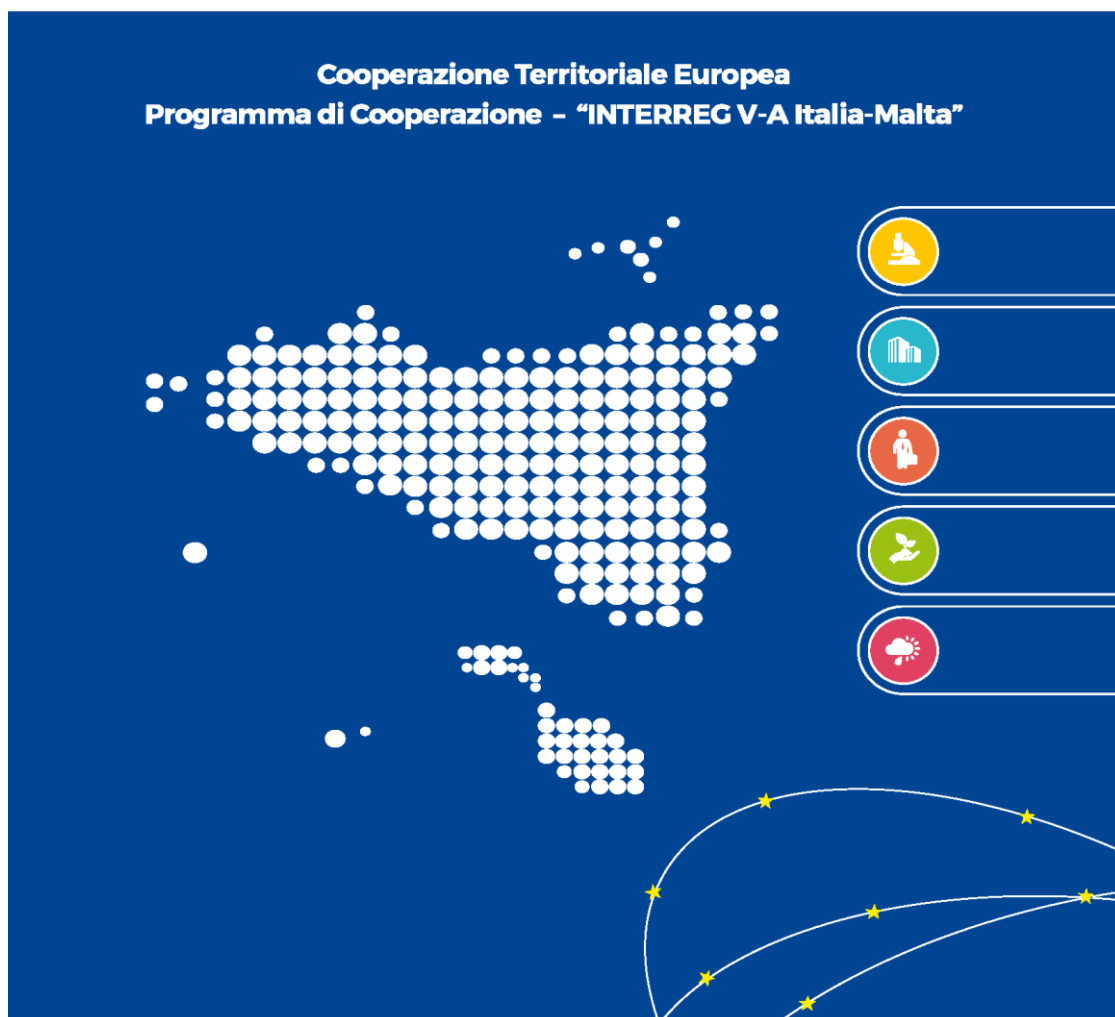 Cooperazione Territoriale Europea
Programma di Cooperazione – “INTERREG V-A Italia-Malta”